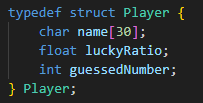 typedef struct Player {
    char name[30];
    float luckyRatio;
    int guessedNumber;
} Player;